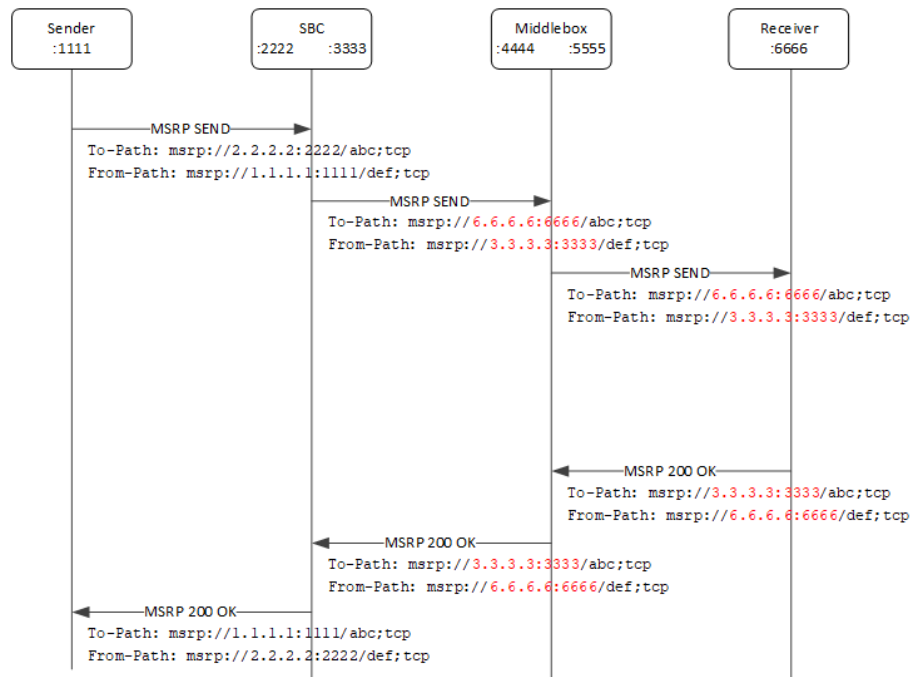 Sender
:1111
SBC
:2222 :3333
Middlebox
:4444 :5555
Receiver
:6666
MSRP SEND
To-Path: msrp://2.2.2.2:2222/abc;tcp
From-Path: msrp://1.1.1.1:1111/def;tcp
MSRP SEND
To-Path: msrp://6.6.6.6:6666/abc;tcp
From-Path: msrp://3.3.3.3:3333/def;tcp
MSRP SEND
To-Path: msrp://6.6.6.6:6666/abc;tcp
From-Path: msrp://3.3.3.3:3333/def;tcp
MSRP 200 OK
To-Path: msrp://3.3.3.3:3333/abc;tcp
From-Path: msrp://6.6.6.6:6666/def;tcp
MSRP 200 OK
To-Path: msrp://3.3.3.3:3333/abc;tcp
From-Path: msrp://6.6.6.6:6666/def;tcp
MSRP 200 OK
To-Path: msrp://1.1.1.1:1111/abc;tcp
From-Path: msrp://2.2.2.2:2222/def;tcp